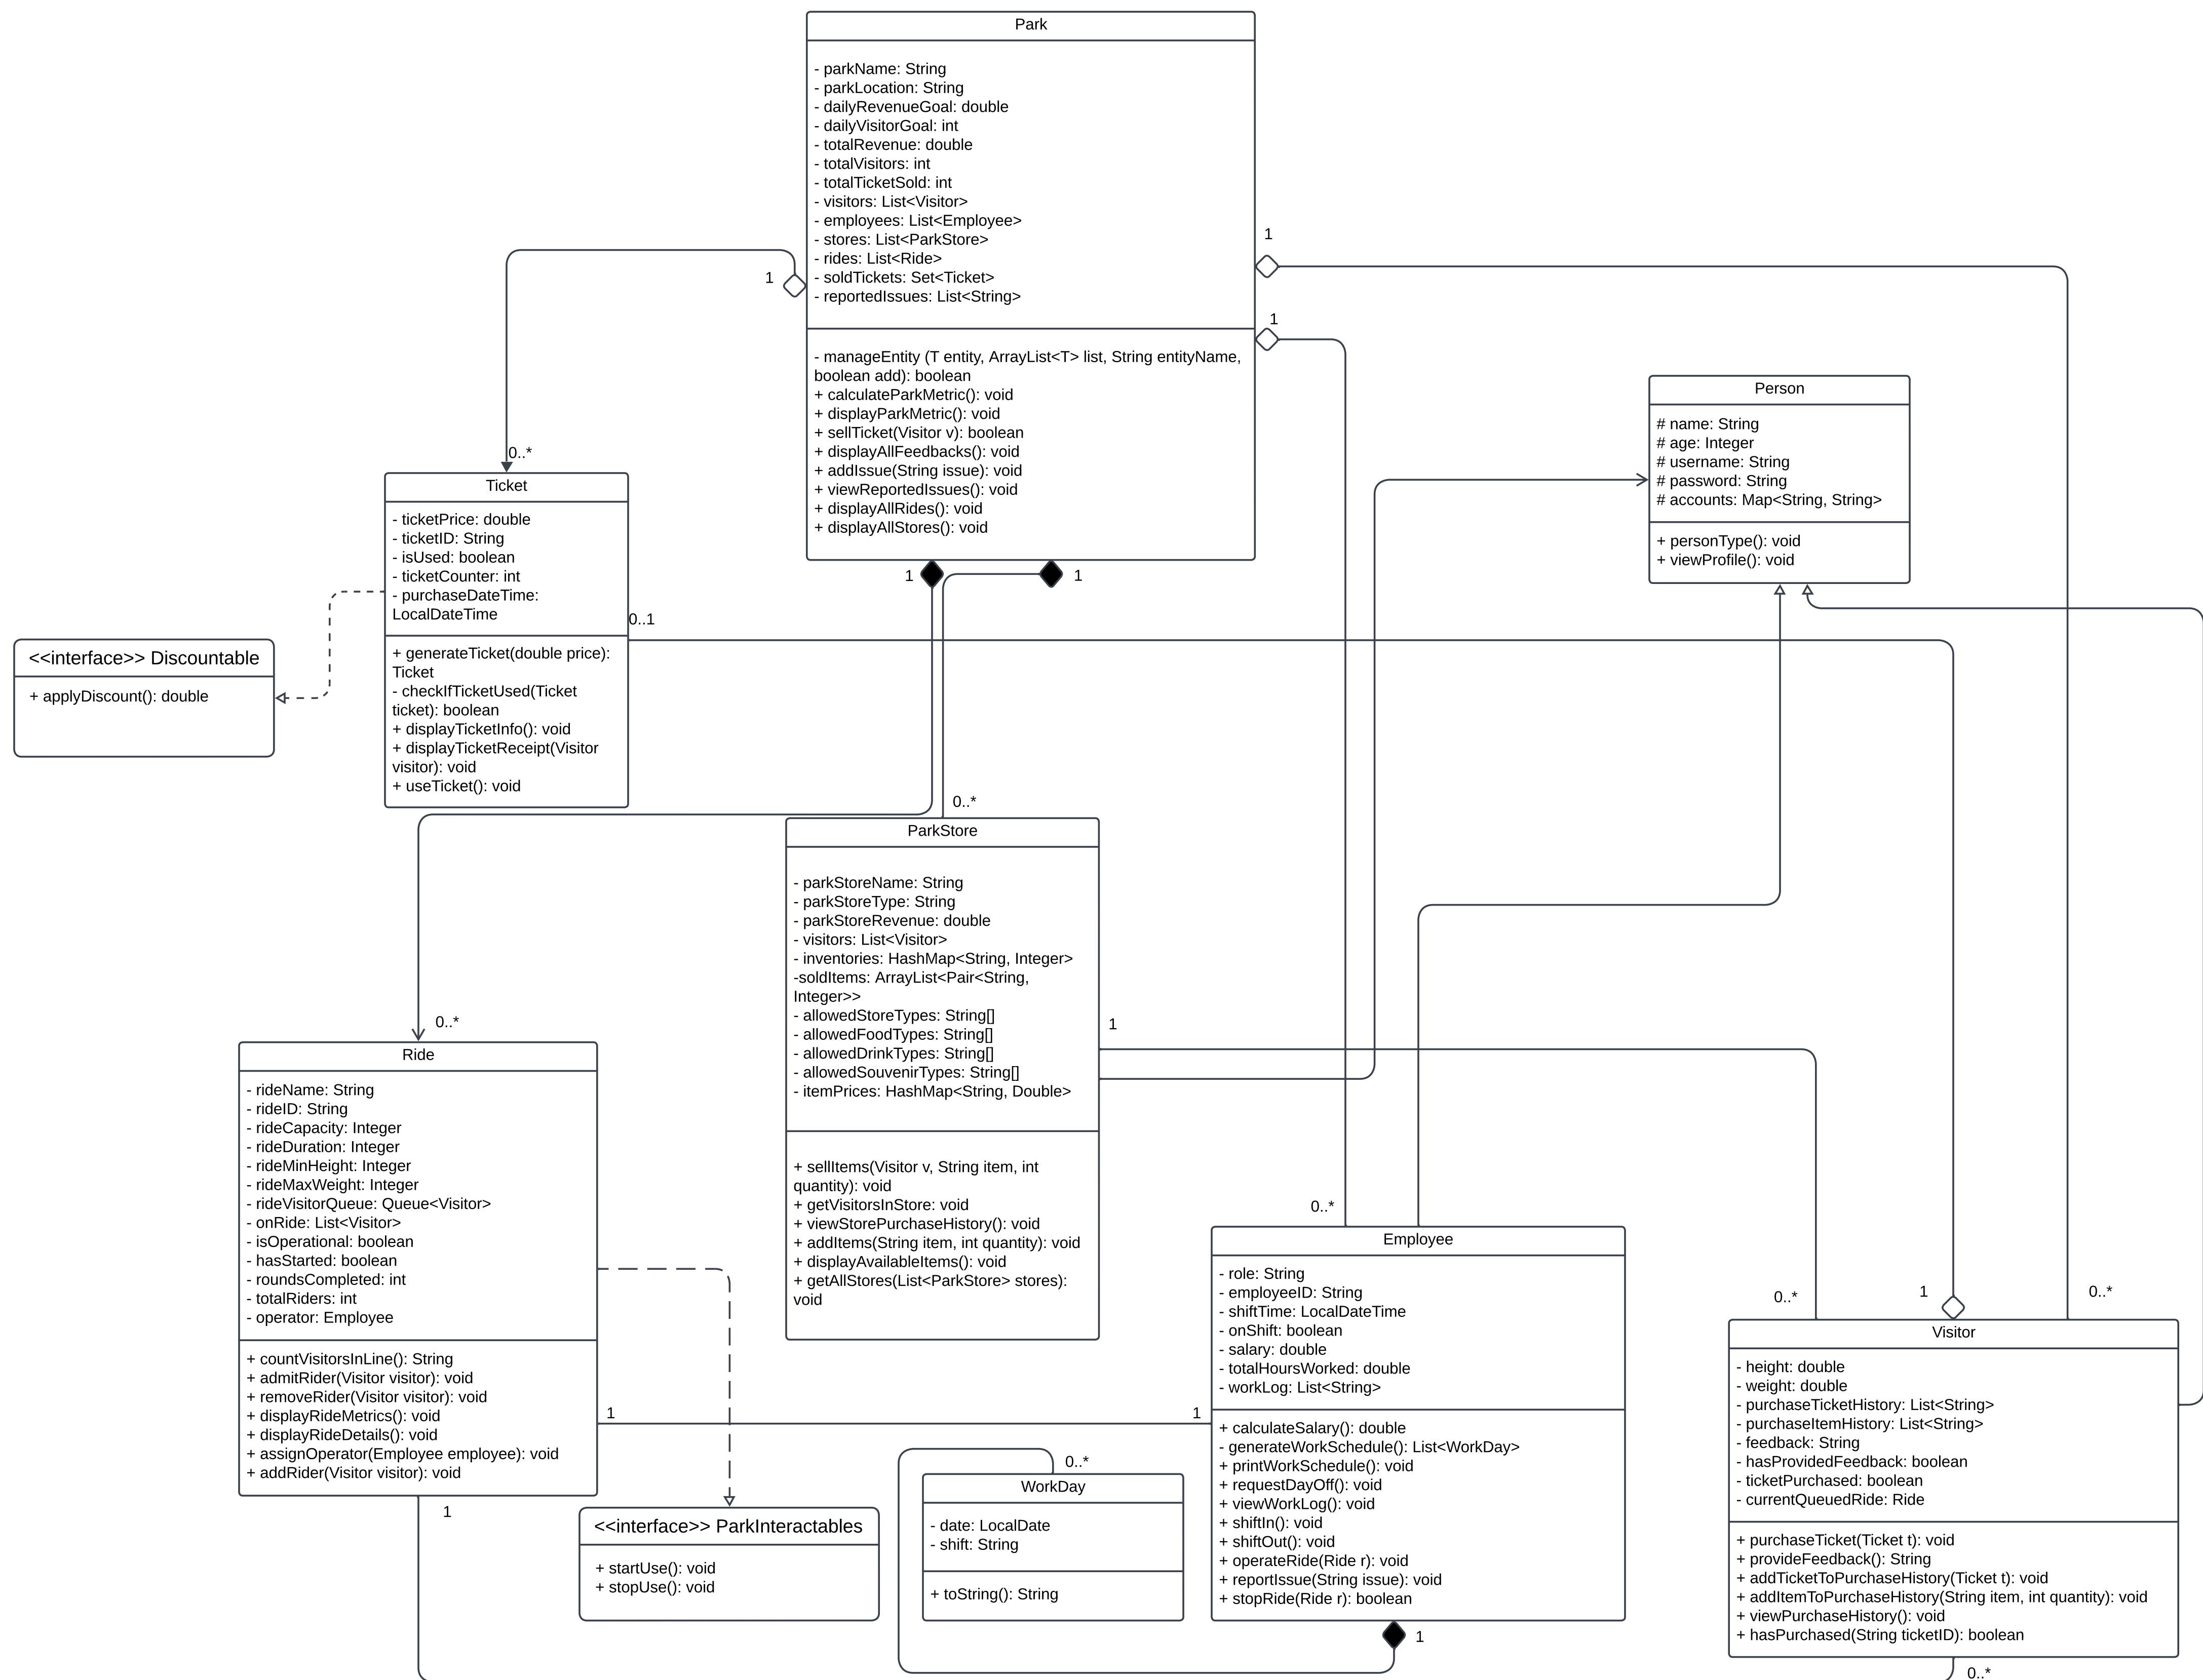 Park
- parkName: String
- parkLocation: String
- dailyRevenueGoal: double
- dailyVisitorGoal: int
- totalRevenue: double
- totalVisitors: int
- totalTicketSold: int
- visitors: List<Visitor>
- employees: List<Employee>
- stores: List<ParkStore>
- rides: List<Ride>
- soldTickets: Set<Ticket>
- reportedIssues: List<String>
- manageEntity (T entity, ArrayList<T> list, String entityName,
boolean add): boolean
+ calculateParkMetric(): void
+ displayParkMetric(): void
+ sellTicket(Visitor v): boolean
+ displayAllFeedbacks(): void
+ addIssue(String issue): void
+ viewReportedIssues(): void
+ displayAllRides(): void
+ displayAllStores(): void
1
1
1
1
1
Person
# name: String
# age: Integer
# username: String
# password: String
# accounts: Map<String, String>
+ personType(): void
+ viewProfile(): void
0..*
Ticket
- ticketPrice: double
- ticketID: String
- isUsed: boolean
- ticketCounter: int
- purchaseDateTime:
LocalDateTime
+ generateTicket(double price):
Ticket
- checkIfTicketUsed(Ticket
ticket): boolean
+ displayTicketInfo(): void
+ displayTicketReceipt(Visitor
visitor): void
+ useTicket(): void
0..1
<<interface>> Discountable
+ applyDiscount(): double
0..*
ParkStore
- parkStoreName: String
- parkStoreType: String
- parkStoreRevenue: double
- visitors: List<Visitor>
- inventories: HashMap<String, Integer>
-soldItems: ArrayList<Pair<String,
Integer>>
- allowedStoreTypes: String[]
- allowedFoodTypes: String[]
- allowedDrinkTypes: String[]
- allowedSouvenirTypes: String[]
- itemPrices: HashMap<String, Double>
+ sellItems(Visitor v, String item, int
quantity): void
+ getVisitorsInStore: void
+ viewStorePurchaseHistory(): void
+ addItems(String item, int quantity): void
+ displayAvailableItems(): void
+ getAllStores(List<ParkStore> stores):
void
1
0..*
Ride
- rideName: String
- rideID: String
- rideCapacity: Integer
- rideDuration: Integer
- rideMinHeight: Integer
- rideMaxWeight: Integer
- rideVisitorQueue: Queue<Visitor>
- onRide: List<Visitor>
- isOperational: boolean
- hasStarted: boolean
- roundsCompleted: int
- totalRiders: int
- operator: Employee
+ countVisitorsInLine(): String
+ admitRider(Visitor visitor): void
+ removeRider(Visitor visitor): void
+ displayRideMetrics(): void
+ displayRideDetails(): void
+ assignOperator(Employee employee): void
+ addRider(Visitor visitor): void
1
1
1
<<interface>> ParkInteractables
+ startUse(): void
+ stopUse(): void
0..*
WorkDay
- date: LocalDate
- shift: String
+ toString(): String
0..*
Employee
- role: String
- employeeID: String
- shiftTime: LocalDateTime
- onShift: boolean
- salary: double
- totalHoursWorked: double
- workLog: List<String>
+ calculateSalary(): double
- generateWorkSchedule(): List<WorkDay>
+ printWorkSchedule(): void
+ requestDayOff(): void
+ viewWorkLog(): void
+ shiftIn(): void
+ shiftOut(): void
+ operateRide(Ride r): void
+ reportIssue(String issue): void
+ stopRide(Ride r): boolean
1
0..*
1
0..*
Visitor
- height: double
- weight: double
- purchaseTicketHistory: List<String>
- purchaseItemHistory: List<String>
- feedback: String
- hasProvidedFeedback: boolean
- ticketPurchased: boolean
- currentQueuedRide: Ride
+ purchaseTicket(Ticket t): void
+ provideFeedback(): String
+ addTicketToPurchaseHistory(Ticket t): void
+ addItemToPurchaseHistory(String item, int quantity): void
+ viewPurchaseHistory(): void
+ hasPurchased(String ticketID): boolean
0..*